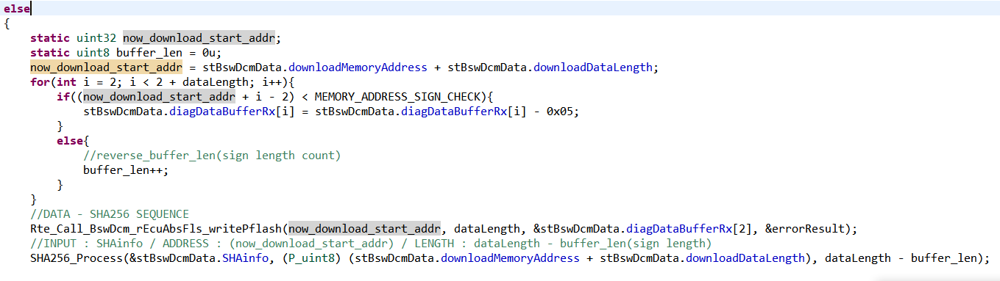 else
{
    static uint32 now_download_start_addr;
    static uint8 buffer_len = 0u;
    now_download_start_addr = stBswDcmData.downloadMemoryAddress + stBswDcmData.downloadDataLength;
    for(int i = 2; i < 2 + dataLength; i++){
        if((now_download_start_addr + i - 2) < MEMORY_ADDRESS_SIGN_CHECK){
            stBswDcmData.diagDataBufferRx[i] = stBswDcmData.diagDataBufferRx[i] - 0x05;
        }
        else{
            //reverse_buffer_len(sign length count)
            buffer_len++;
        }
    }
    //DATA - SHA256 SEQUENCE
    Rte_Call_BswDcm_rEcuAbsFls_writePflash(now_download_start_addr, dataLength, &stBswDcmData.diagDataBufferRx[2], &errorResult);
    //INPUT : SHAinfo / ADDRESS : (now_download_start_addr) / LENGTH : dataLength - buffer_len(sign length)
    SHA256_Process(&stBswDcmData.SHAinfo, (P_uint8) (stBswDcmData.downloadMemoryAddress + stBswDcmData.downloadDataLength), dataLength - buffer_len);